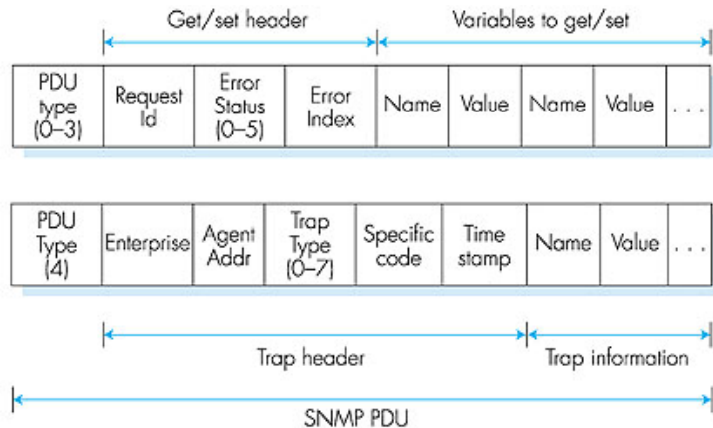 Get/set header
Variables to get/set
PDU type (0–3)
Request Id
Error Status (0–5)
Error Index
Name
Value
Name
Value
...
PDU Type (4)
Enterprise
Agent Addr
Trap Type (0–7)
Specific code
Time stamp
Name
Value
...
Trap header
Trap information
SNMP PDU